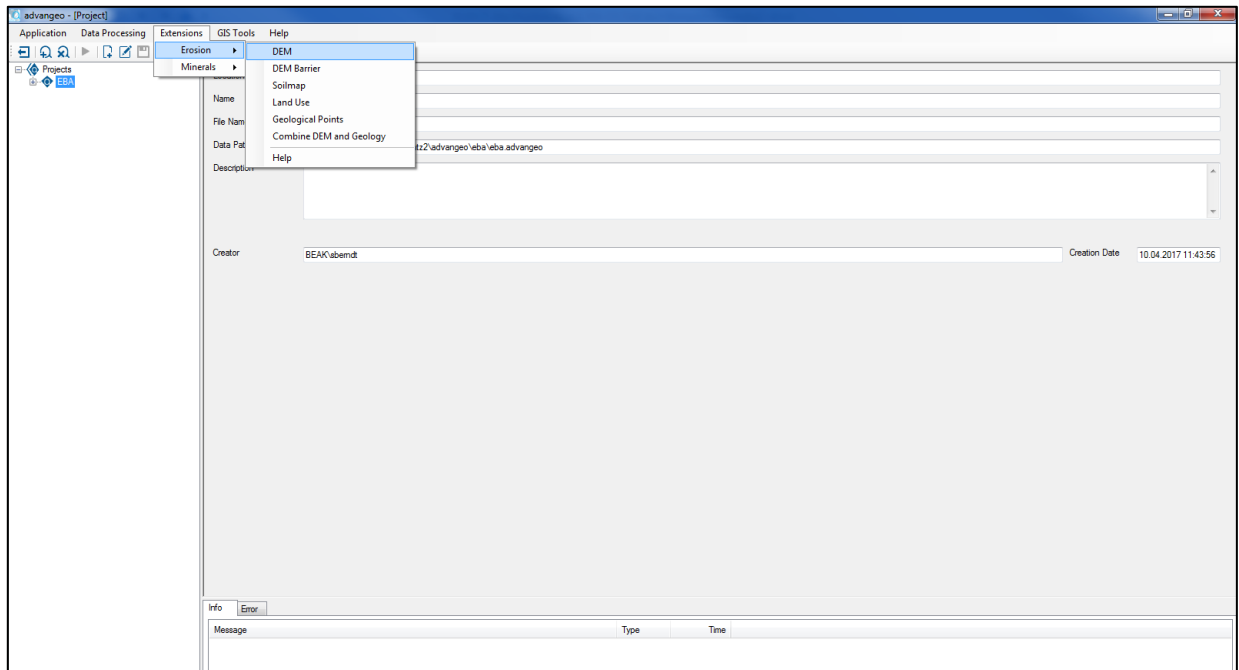 advangeo - [Project]
Application Data Processing Extensions GIS Tools Help
Erosion
DEM
Minerals
DEM Barrier
Soilmap
Land Use
Geological Points
Combine DEM and Geology
Help
Projects
EBA
Name
File Nam
Data Pat
tz2\advangeo\eba\eba.advangeo
Description
Creator
BEAK\sberndt
Creation Date
10.04.2017 11:43:56
Info Error
Message Type Time